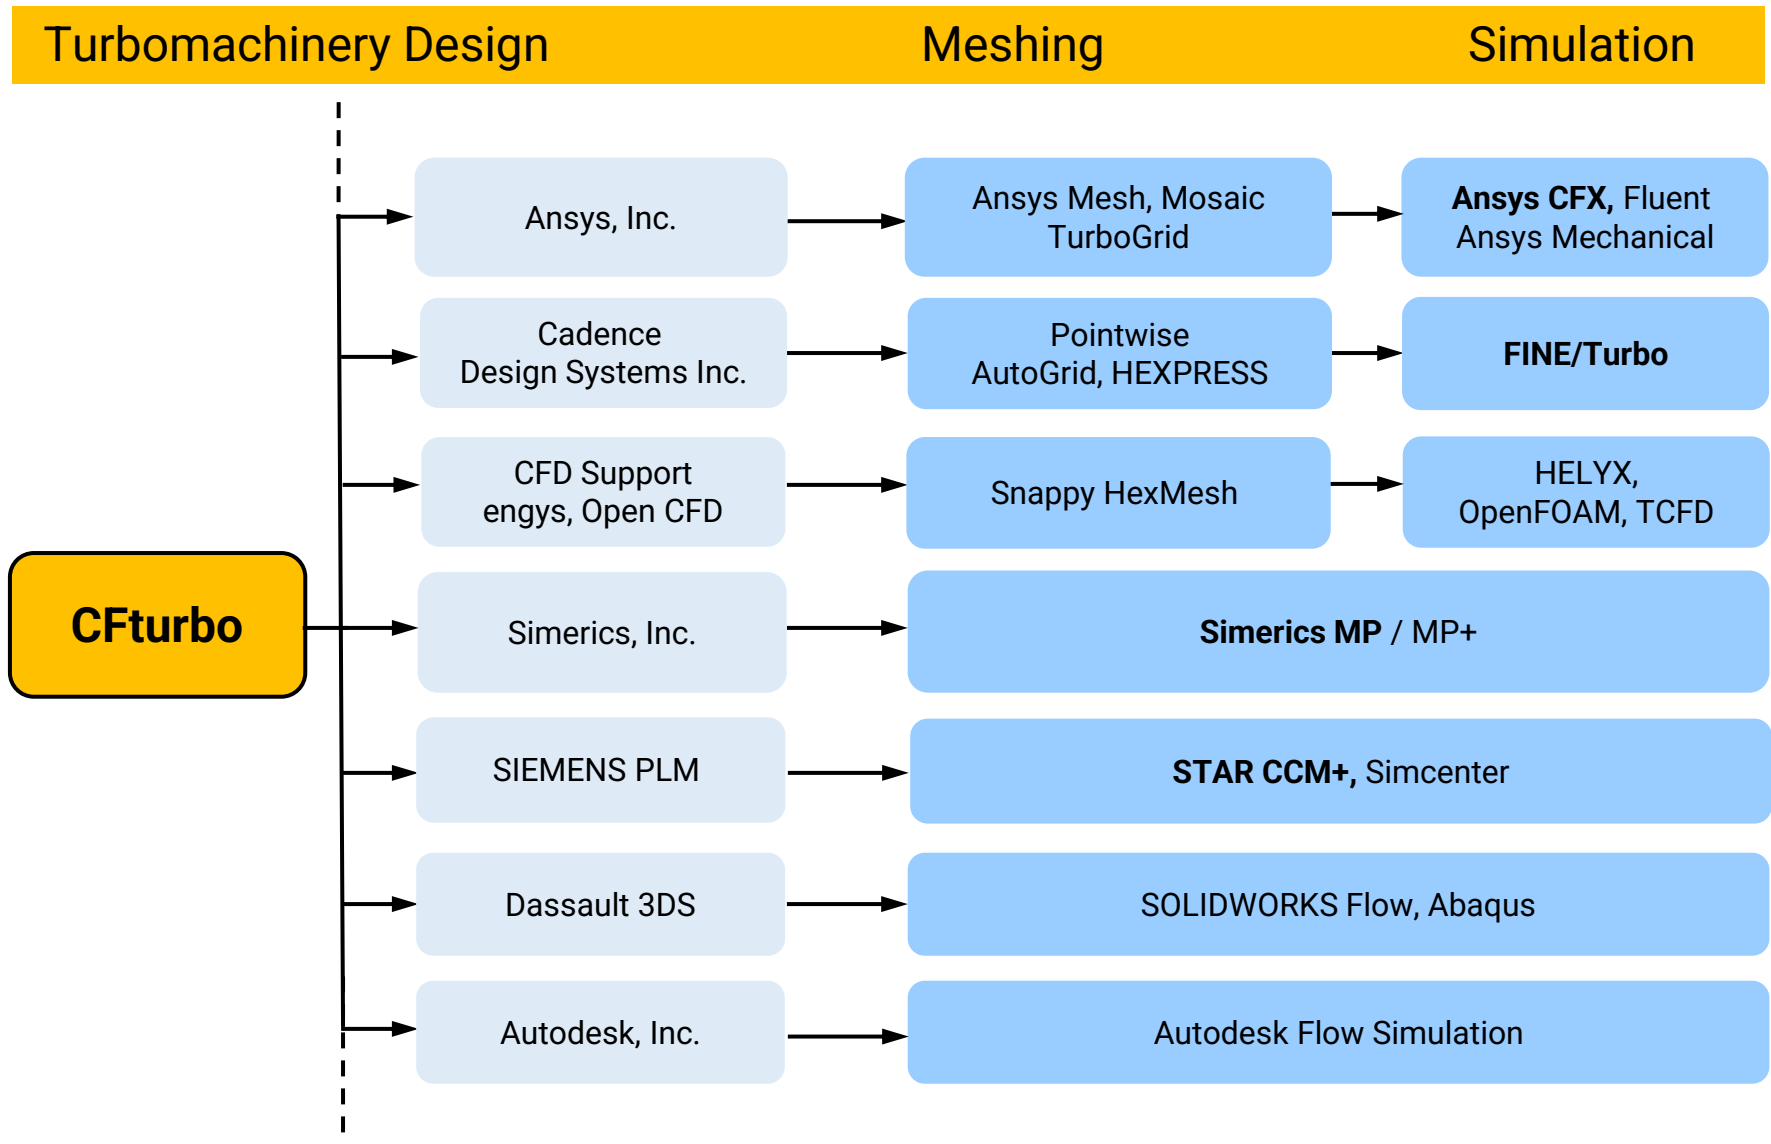 Turbomachinery Design
Meshing
Simulation
Ansys, Inc.
Ansys Mesh, Mosaic
TurboGrid
Ansys CFX, Fluent
Ansys Mechanical
Cadence
Design Systems Inc.
Pointwise
AutoGrid, HEXPRESS
FINE/Turbo
CFD Support
engys, Open CFD
Snappy HexMesh
HELYX,
OpenFOAM, TCFD
CFturbo
Simerics, Inc.
Simerics MP / MP+
SIEMENS PLM
STAR CCM+, Simcenter
Dassault 3DS
SOLIDWORKS Flow, Abaqus
Autodesk, Inc.
Autodesk Flow Simulation